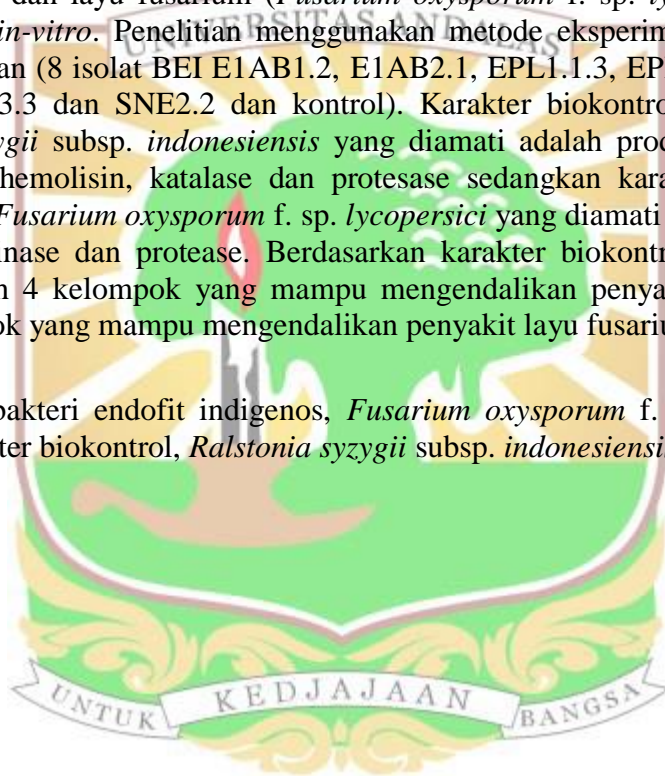 dan layu fusarium (Fusarium oxysporum f. sp. ly
in-vitro. Penelitian menggunakan metode eksperim
an (8 isolat BEI E1AB1.2, E1AB2.1, EPL1.1.3, EP
3.3 dan SNE2.2 dan kontrol). Karakter biokontro
ygii subsp. indonesiensis yang diamati adalah prod
hemolisin, katalase dan protesase sedangkan kara
Fusarium oxysporum f. sp. lycopersici yang diamati
inase dan protease. Berdasarkan karakter biokontr
n 4 kelompok yang mampu mengendalikan penya
ok yang mampu mengendalikan penyakit layu fusariu
bakteri endofit indigenos, Fusarium oxysporum f.
ter biokontrol, Ralstonia syzygii subsp. indonesiensi
UNIVERSITAS ANDALAS
UNTUK KEDJAJAAN BANGSA